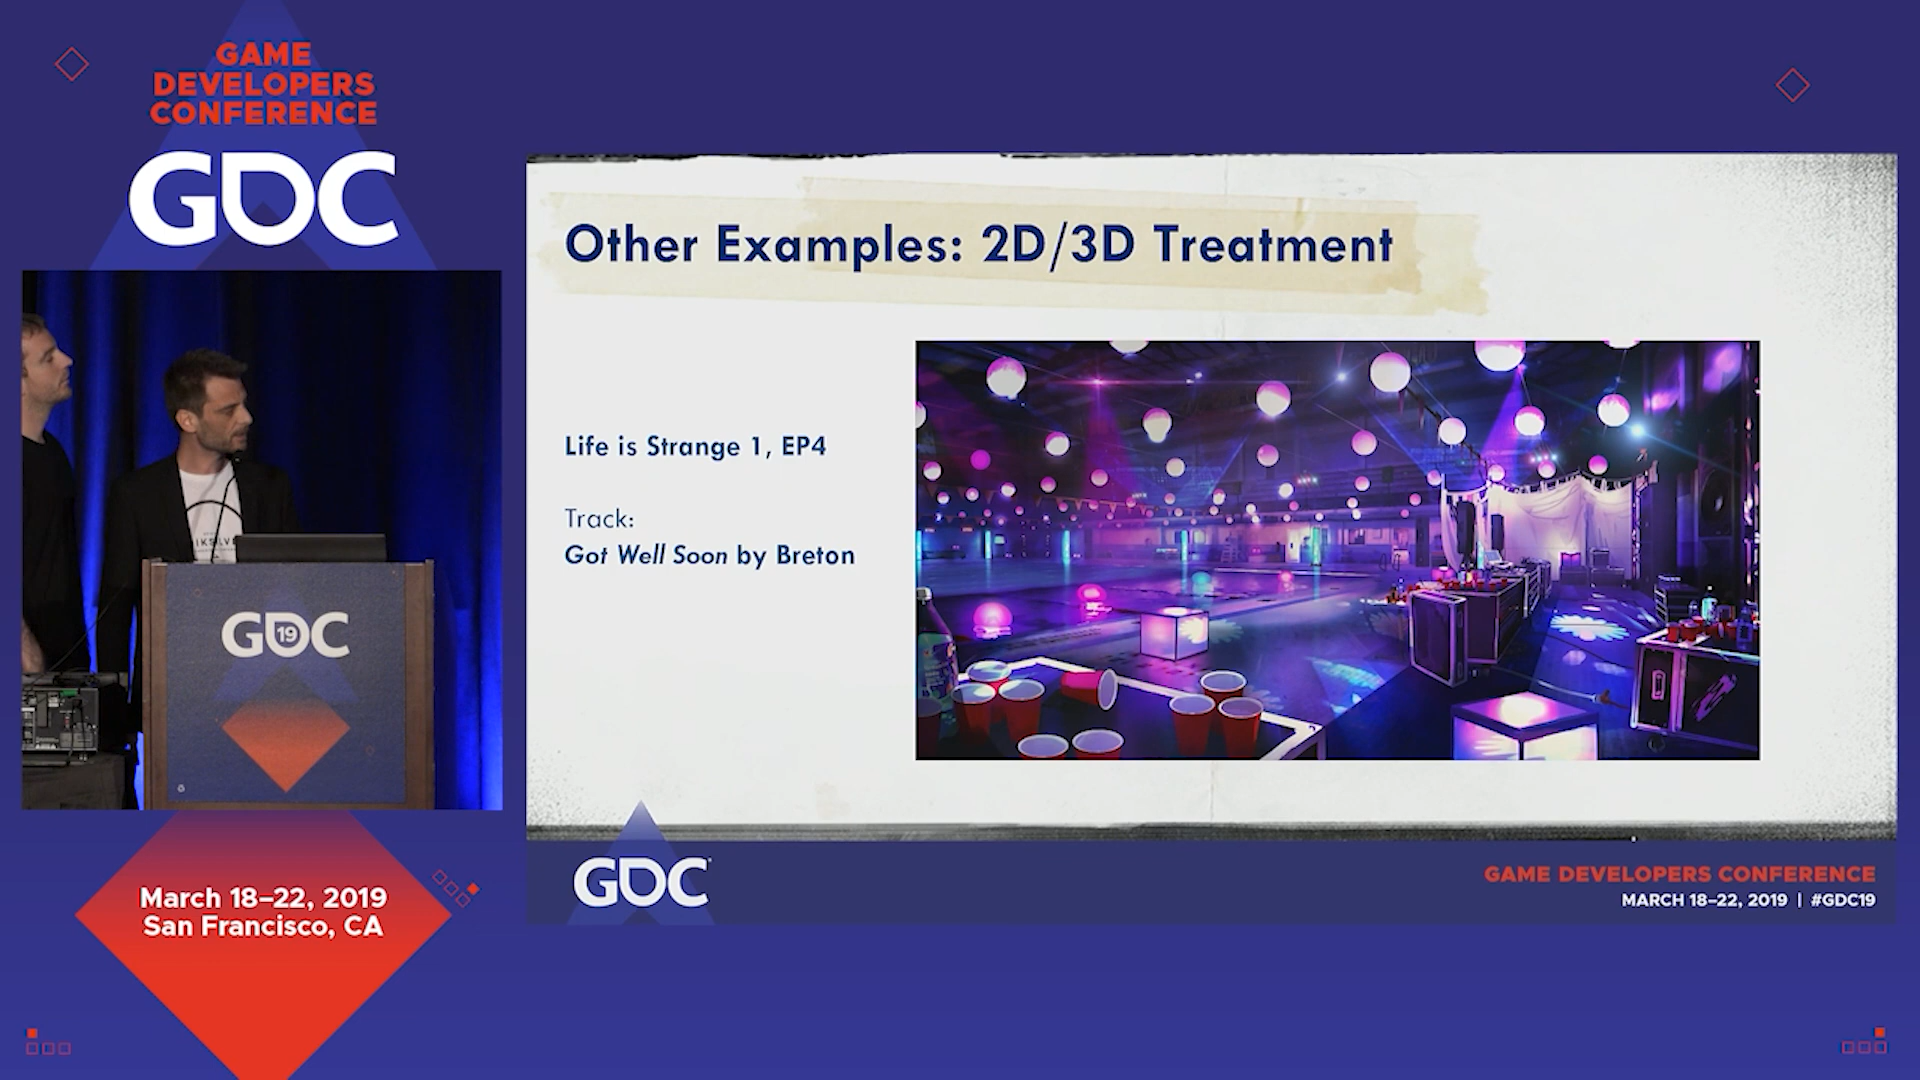 GAME
DEVELOPERS
CONFERENCE
GDC
Other Examples: 2D/3D Treatment
Life is Strange 1, EP4
Track:
Got Well Soon by Breton
GDC
19
March 18–22, 2019
San Francisco, CA
GDC
GAME DEVELOPERS CONFERENCE
MARCH 18–22, 2019 | #GDC19